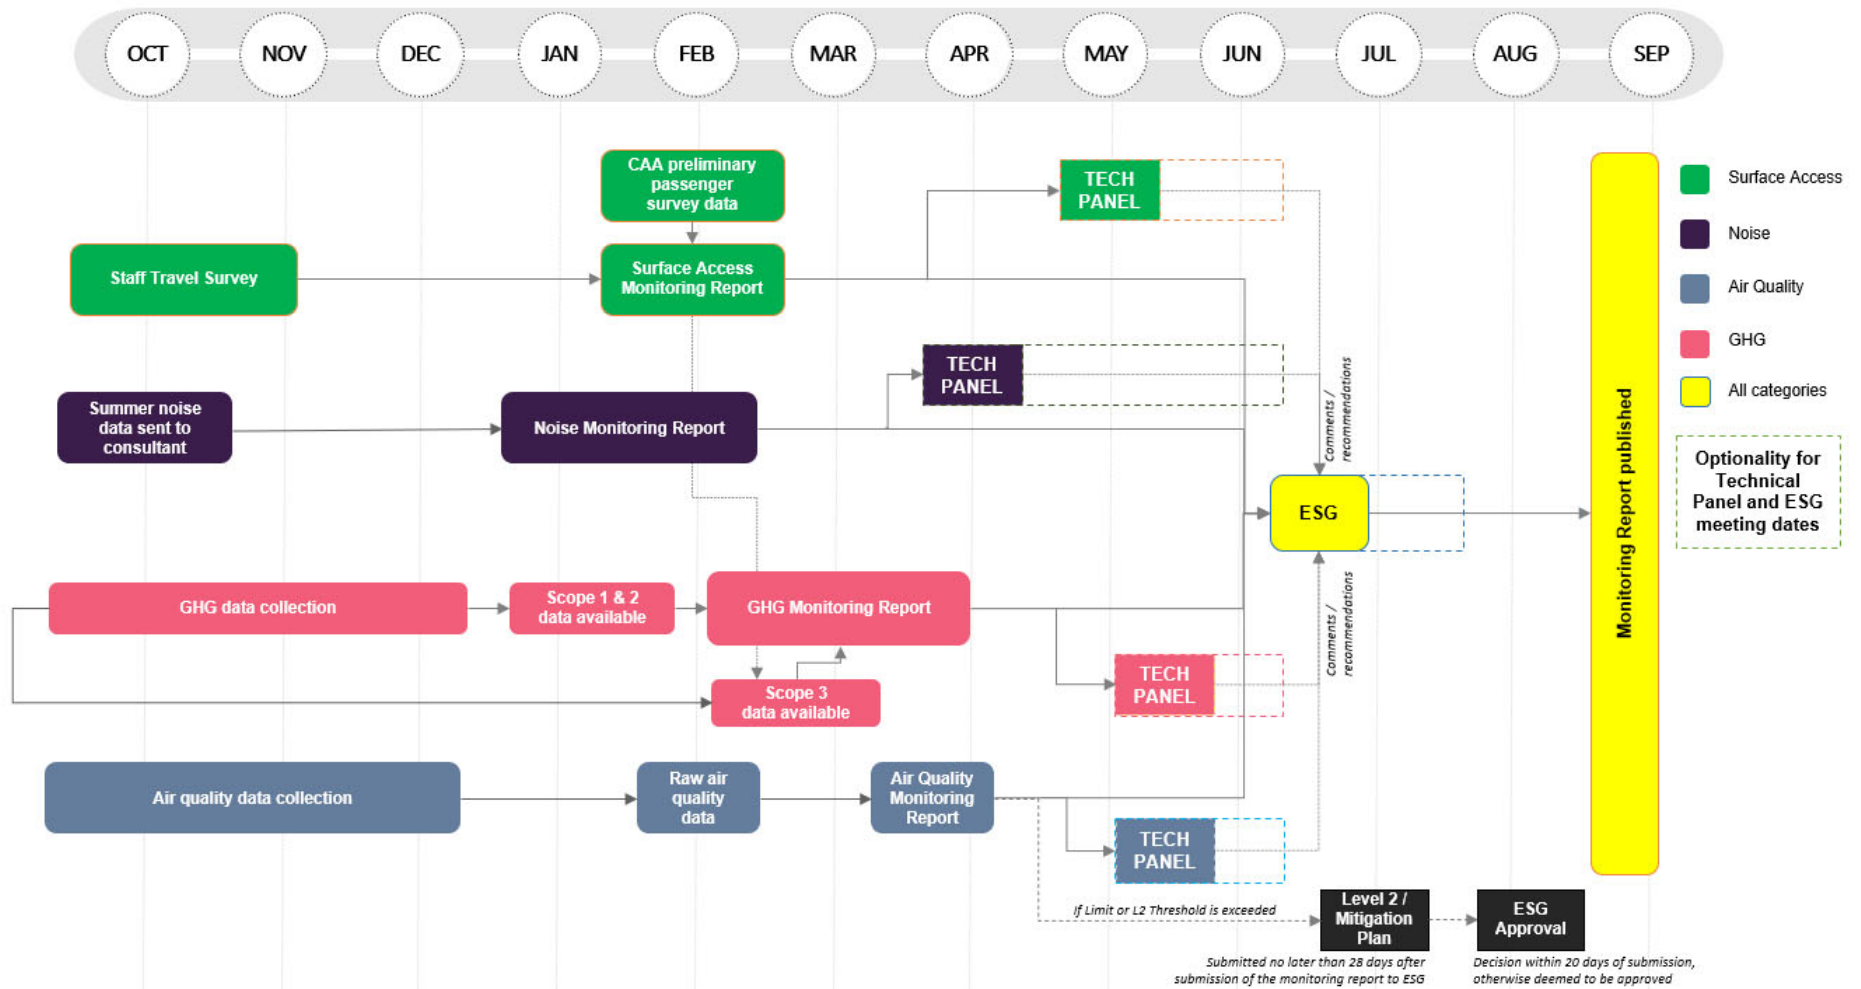 OCT NOV DEC JAN FEB MAR APR MAY JUN JUL AUG SEP
CAA preliminary
passenger
survey data
TECH
PANEL
Surface Access
Noise
Air Quality
GHG
All categories
Optionality for
Technical
Panel and ESG
meeting dates
Staff Travel Survey
Surface Access
Monitoring Report
TECH
PANEL
Comments /
recommendations
Summer noise
data sent to
consultant
Noise Monitoring Report
ESG
Monitoring Report published
GHG data collection
Scope 1 & 2
data available
GHG Monitoring Report
Comments /
recommendations
TECH
PANEL
Scope 3
data available
Air quality data collection
Raw air
quality
data
Air Quality
Monitoring
Report
TECH
PANEL
If Limit or L2 Threshold is exceeded
Level 2 /
Mitigation
Plan
ESG
Approval
Submitted no later than 28 days after
submission of the monitoring report to ESG
Decision within 20 days of submission,
otherwise deemed to be approved